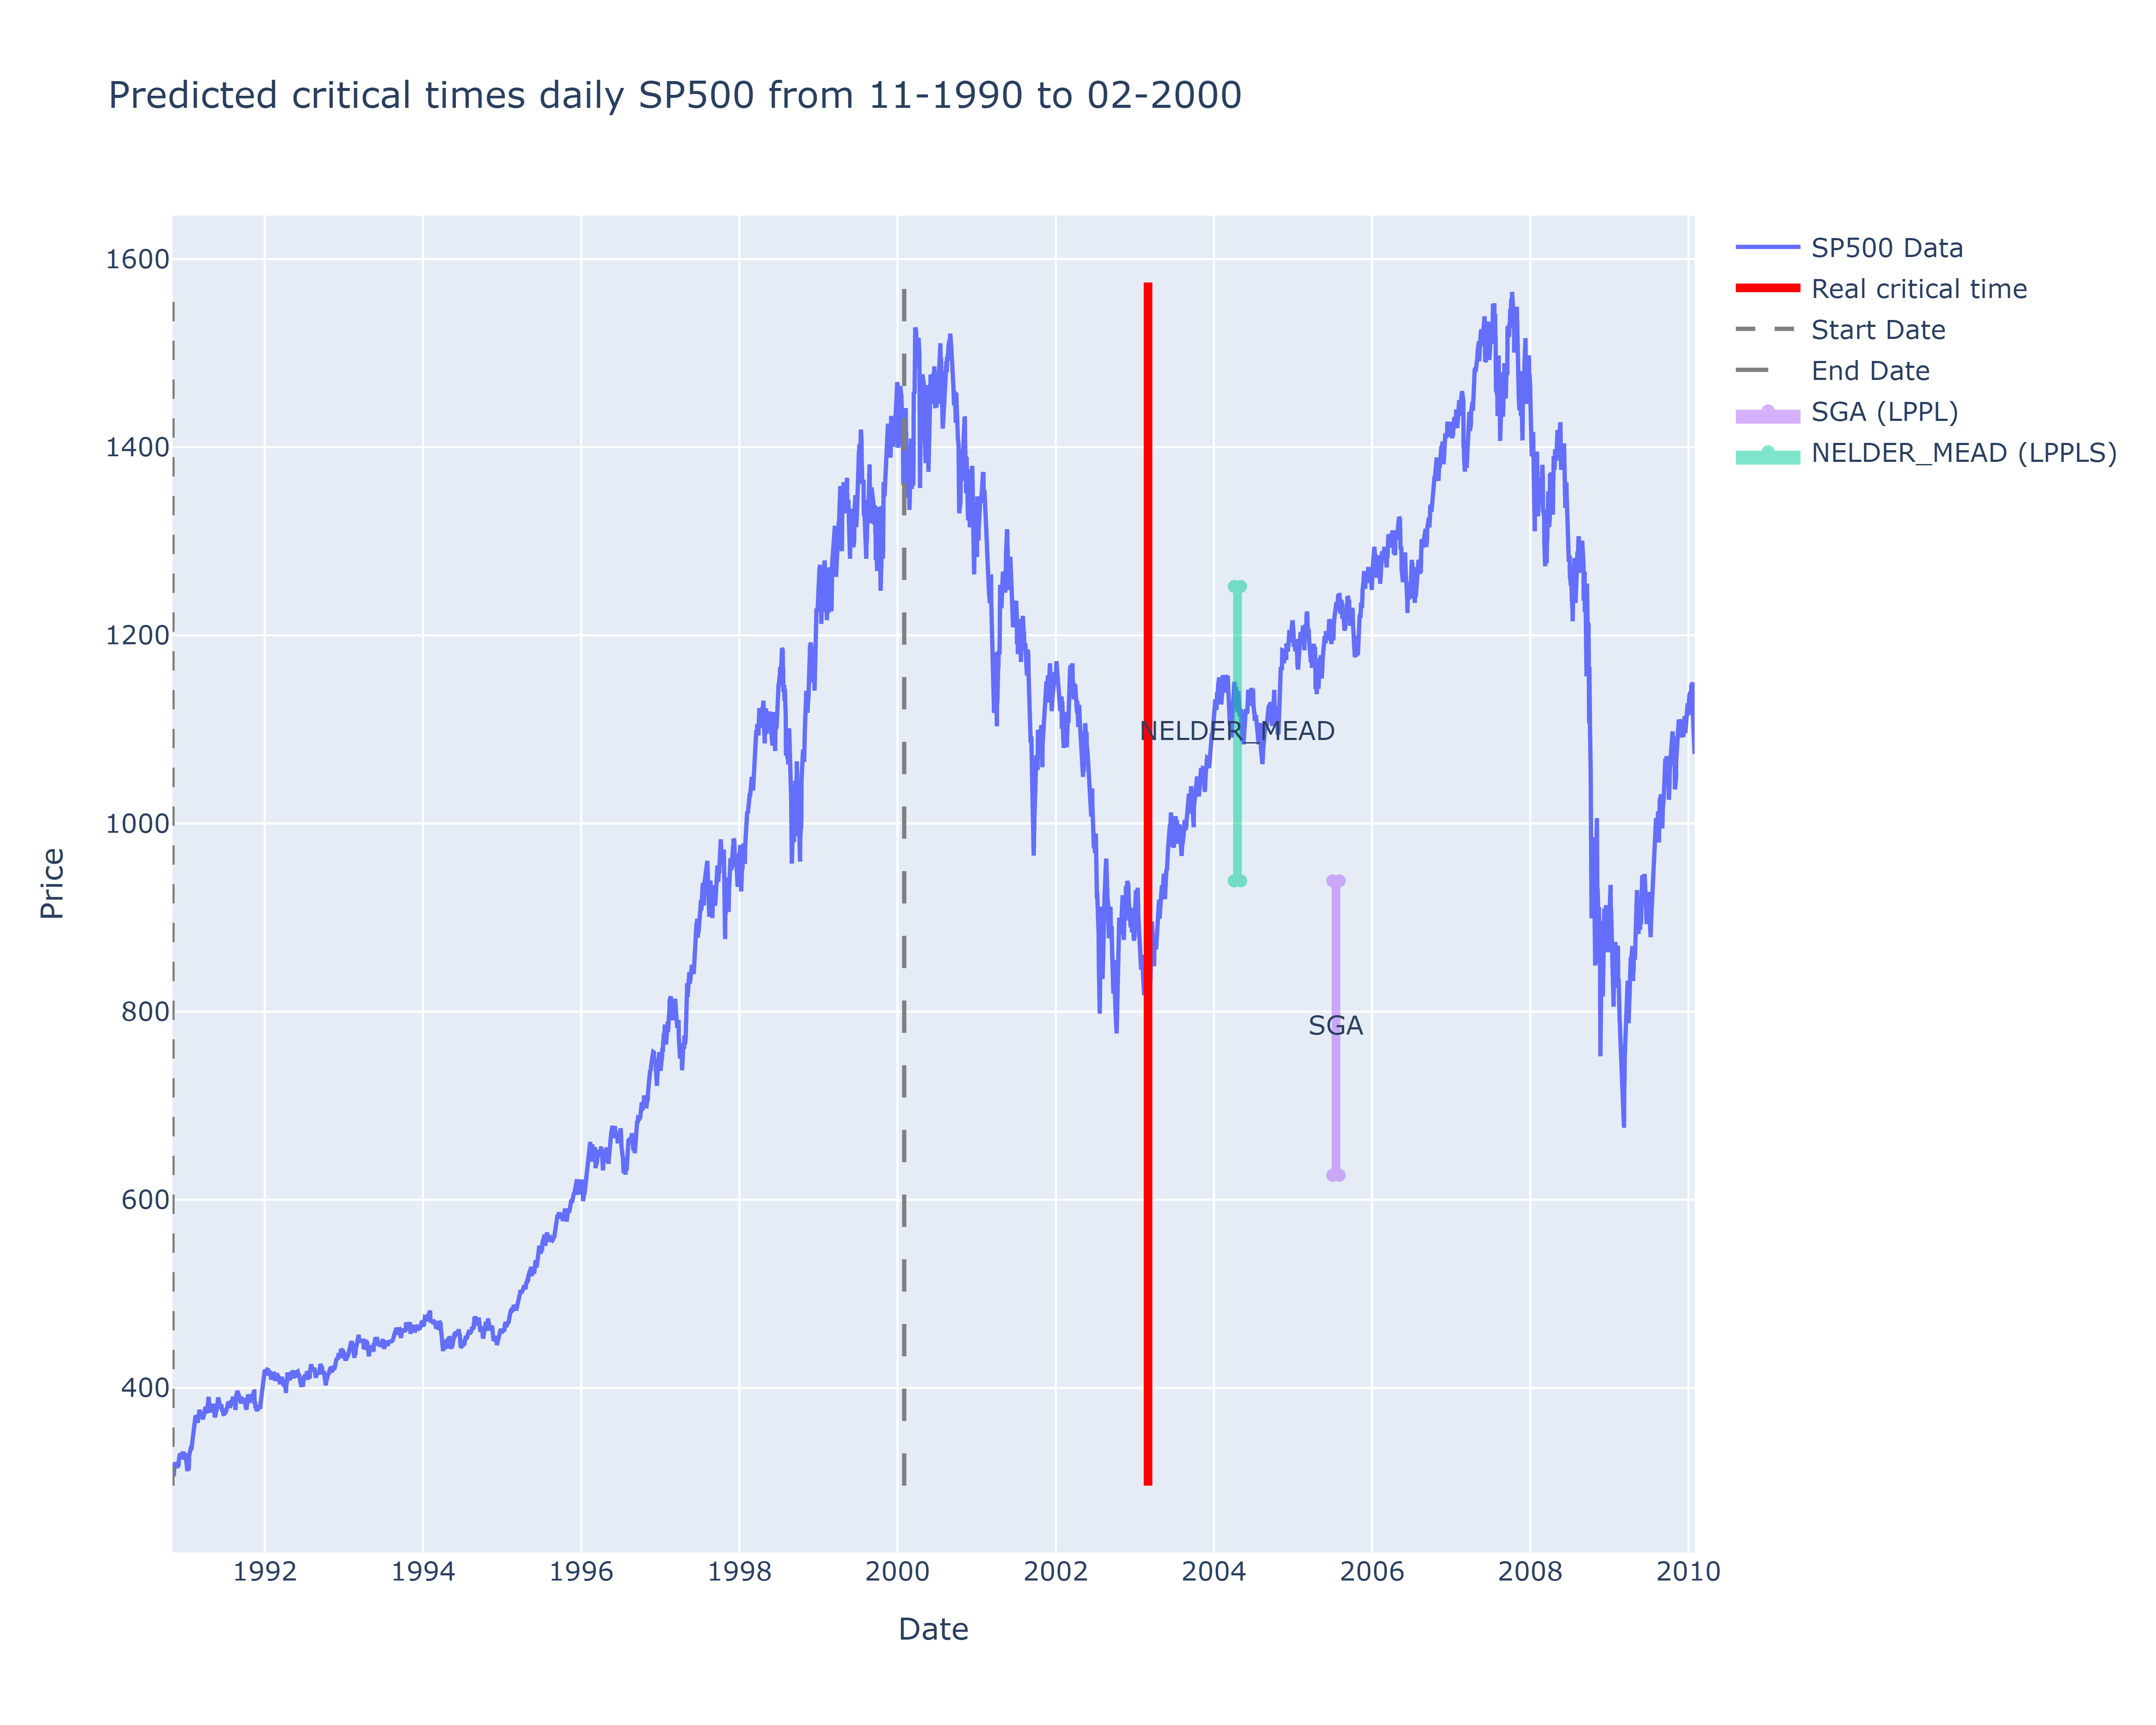 Predicted critical times daily SP500 from 11-1990 to 02-2000
1600
1400
1200
1000
800
600
400
Price
1992
1994
1996
1998
2000
2002
2004
2006
2008
2010
Date
NELDER_MEAD
SGA
SP500 Data
Real critical time
Start Date
End Date
SGA (LPPL)
NELDER_MEAD (LPPLS)